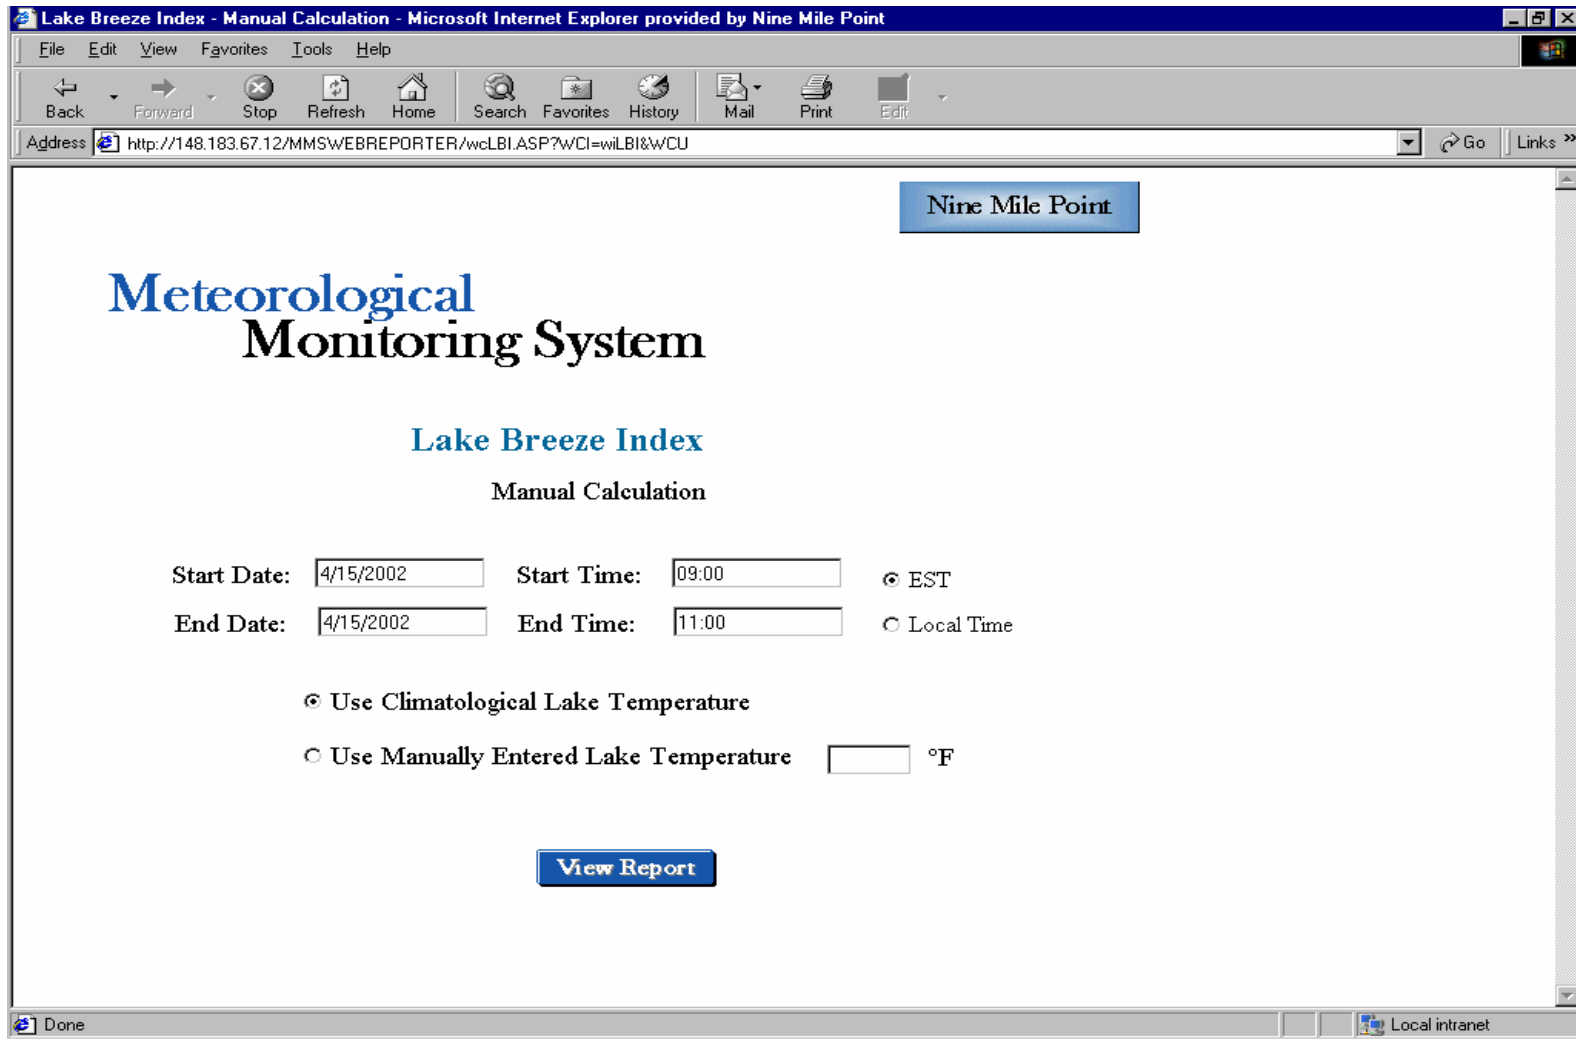 Lake Breeze Index - Manual Calculation - Microsoft Internet Explorer provided by Nine Mile Point
File Edit View Favorites Tools Help
Back Forward Stop Refresh Home Search Favorites History Mail Print Edit
Address http://148.183.67.12/MMSWEBREPORTER/wcLBI.ASP?WCI=wiLBI&WCU Go Links »
Nine Mile Point
Meteorological
Monitoring System
Lake Breeze Index
Manual Calculation
Start Date: 4/15/2002 Start Time: 09:00 EST
End Date: 4/15/2002 End Time: 11:00 Local Time
Use Climatological Lake Temperature
Use Manually Entered Lake Temperature °F
View Report
Done Local intranet